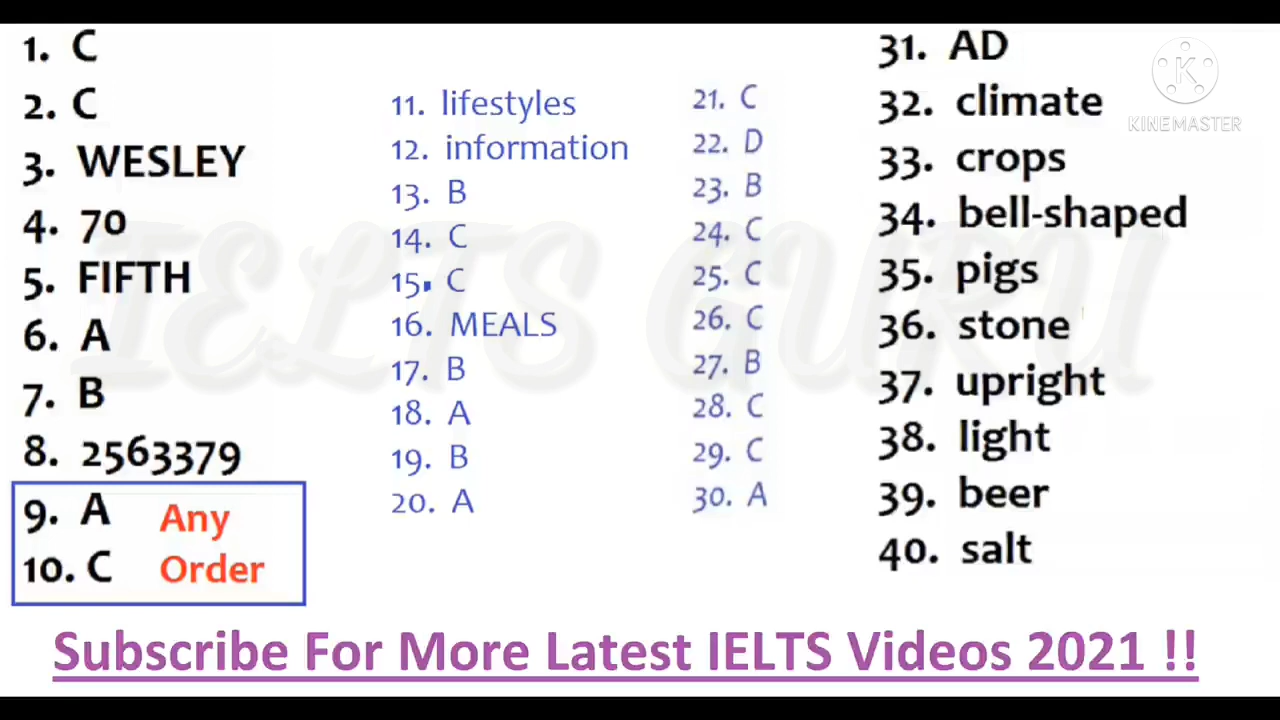 1. C
2. C
3. WESLEY
4. 70
5. FIFTH
6. A
7. B
8. 2563379
9. A Any
10. C Order
11. lifestyles
12. information
13. B
14. C
15. C
16. MEALS
17. B
18. A
19. B
20. A
21. C
22. D
23. B
24. C
25. C
26. C
27. B
28. C
29. C
30. A
31. AD
32. climate
33. crops
34. bell-shaped
35. pigs
36. stone
37. upright
38. light
39. beer
40. salt
K
KINEMASTER
IELTS GURU
Subscribe For More Latest IELTS Videos 2021 !!